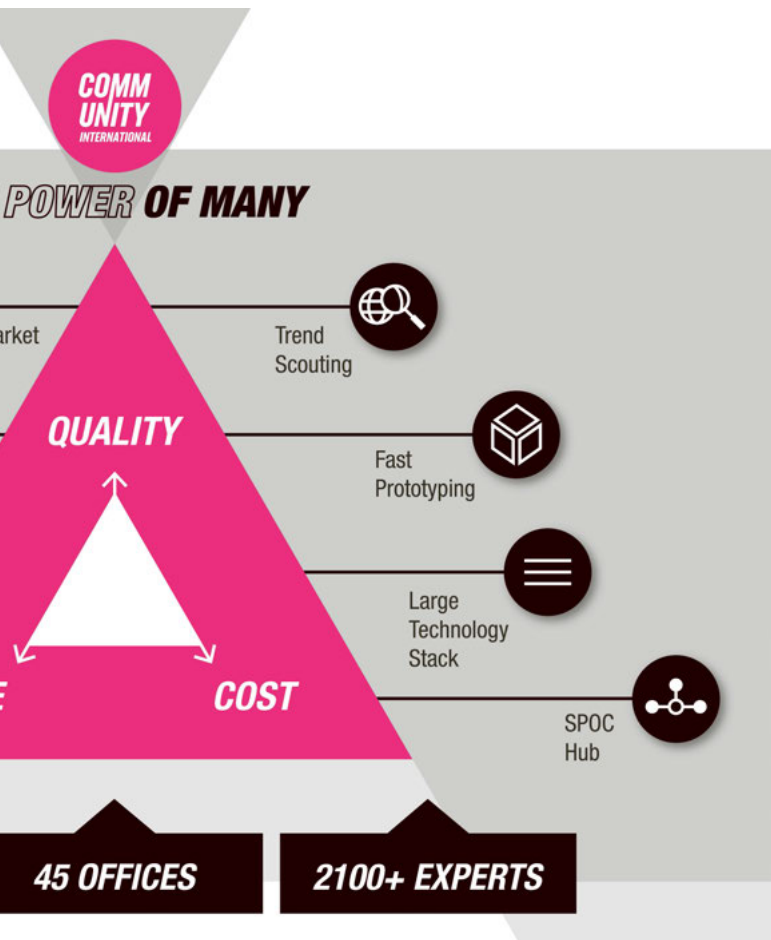 COMM
UNITY
INTERNATIONAL
POWER OF MANY
Trend
Scouting
QUALITY
Fast
Prototyping
Large
Technology
Stack
COST
SPOC
Hub
45 OFFICES
2100+ EXPERTS